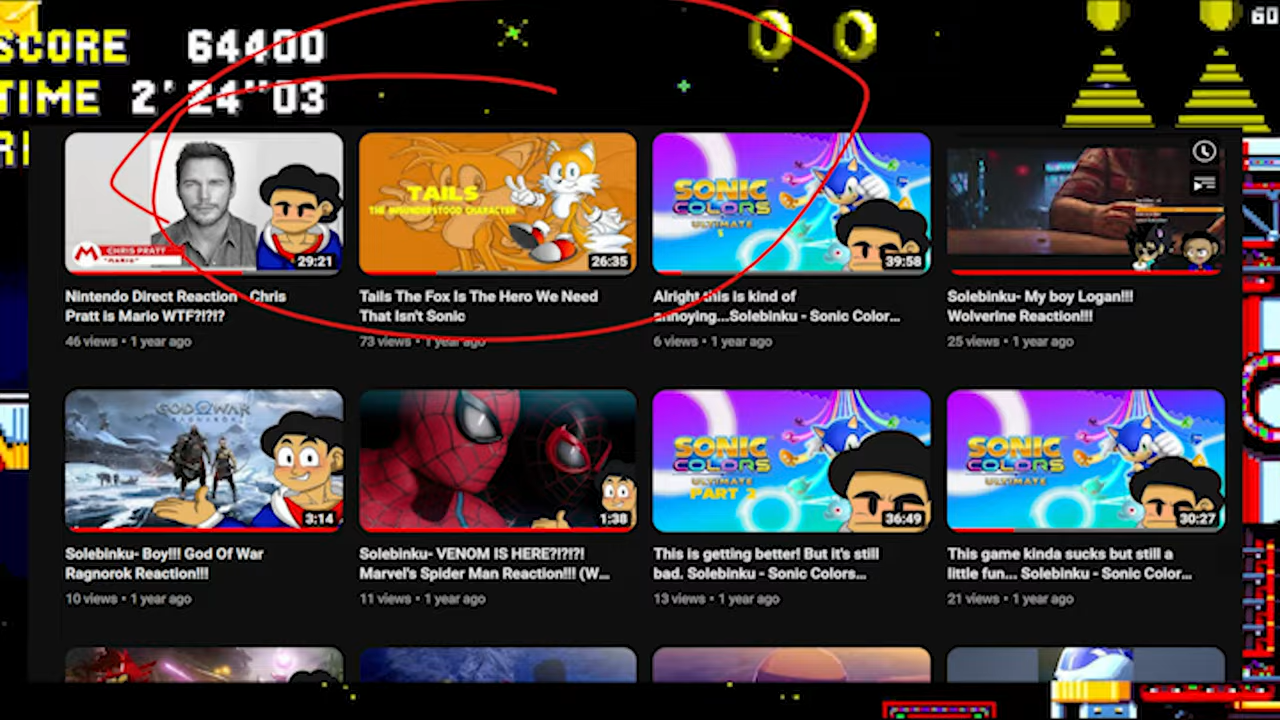 SCORE 64400
60
TIME 2'24"03
CHRIS PRATT
"MARIO"
29:21
TAILS
THE MISUNDERSTOOD CHARACTER
26:35
SONIC
COLORS
ULTIMATE
39:58
Nintendo Direct Reaction - Chris
Pratt is Mario WTF?!?!?
46 views • 1 year ago
Tails The Fox Is The Hero We Need
That Isn't Sonic
73 views • 1 year ago
Alright this is kind of
annoying...Solebinku - Sonic Color...
6 views • 1 year ago
Solebinku- My boy Logan!!!
Wolverine Reaction!!!
25 views • 1 year ago
GOD OF WAR
RAGNARÖK
3:14
1:38
SONIC
COLORS
ULTIMATE
PART 2
36:49
SONIC
COLORS
ULTIMATE
30:27
Solebinku- Boy!!! God Of War
Ragnorok Reaction!!!
10 views • 1 year ago
Solebinku- VENOM IS HERE?!?!?!
Marvel's Spider Man Reaction!!! (W...
11 views • 1 year ago
This is getting better! But it's still
bad. Solebinku - Sonic Colors...
13 views • 1 year ago
This game kinda sucks but still a
little fun... Solebinku - Sonic Color...
21 views • 1 year ago